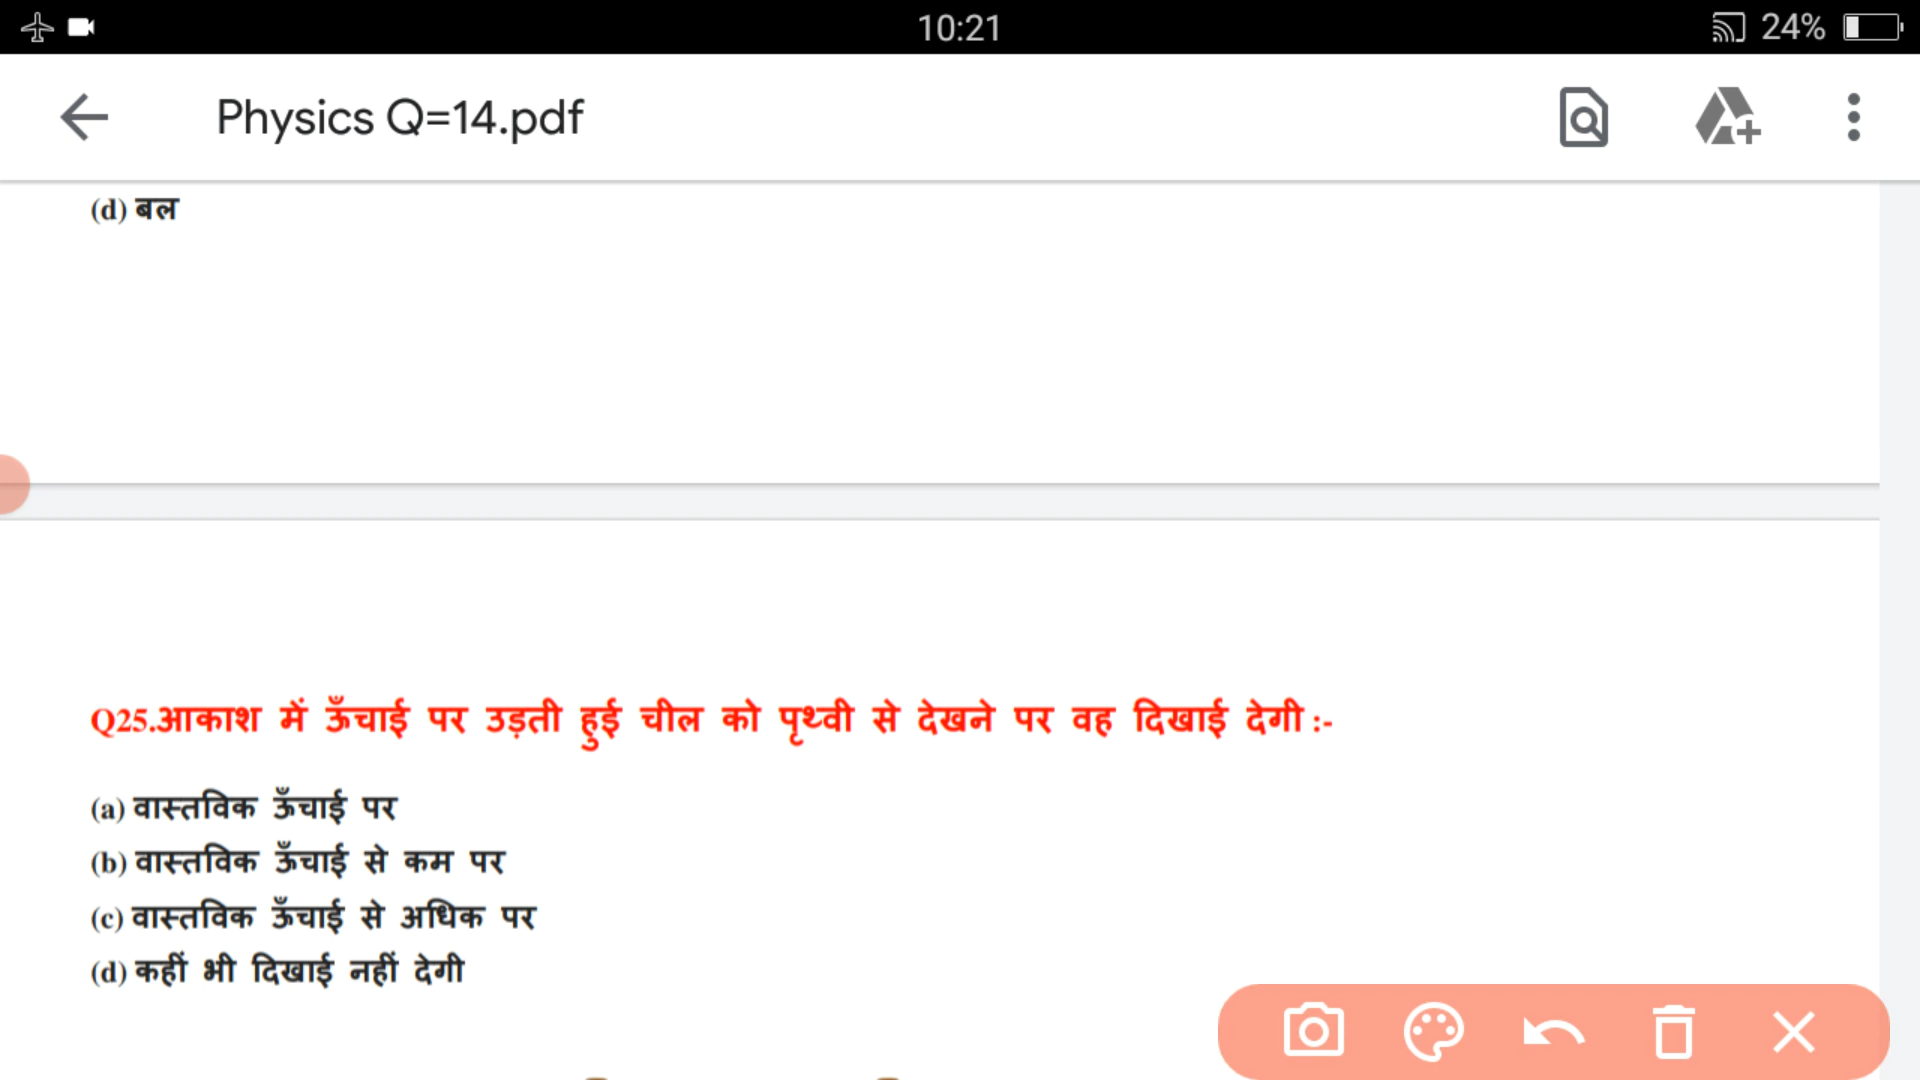 10:21
24%
Physics Q=14.pdf
(d) बल
Q25.आकाश में ऊँचाई पर उड़ती हुई चील को पृथ्वी से देखने पर वह दिखाई देगी :-
(a) वास्तविक ऊँचाई पर
(b) वास्तविक ऊँचाई से कम पर
(c) वास्तविक ऊँचाई से अधिक पर
(d) कहीं भी दिखाई नहीं देगी